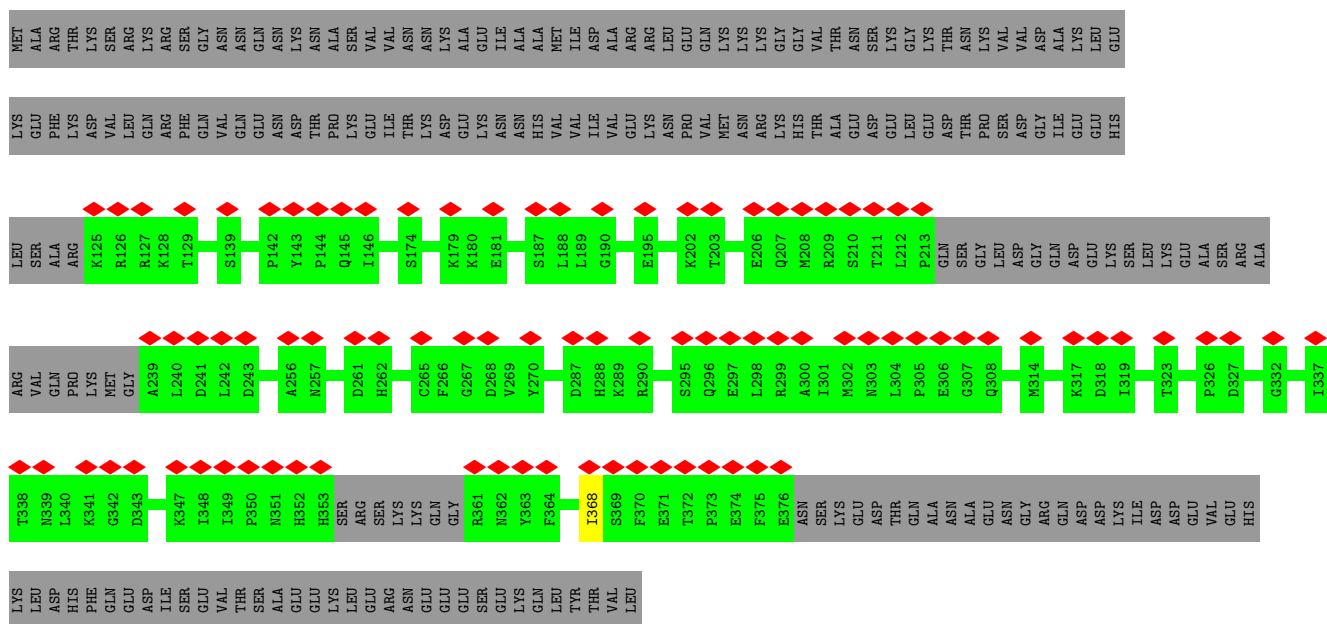 MET ALA ARG THR LYS SER ARG LYS ARG SER GLY ASN ASN GLN ASN LYS ASN ALA SER VAL VAL ASN ASN LYS ALA GLU ILE ALA ALA MET ILE ASP ALA ARG ARG LEU GLU GLN LYS LYS LYS GLY GLY VAL THR ASN SER LYS GLY LYS THR ASN LYS VAL VAL ASP ALA LYS LEU GLU
LYS GLU PHE LYS ASP VAL LEU GLN ARG PHE GLN VAL GLN GLU ASN ASP THR PRO LYS GLU ILE THR LYS ASP GLU LYS ASN ASN HIS VAL VAL ILE VAL GLU LYS ASN PRO VAL MET ASN ARG LYS HIS THR ALA GLU ASP GLU LEU GLU ASP THR PRO SER ASP GLY ILE GLU GLU HIS
LEU SER ALA ARG K125 R126 R127 K128 T129 S139 P142 Y143 P144 Q145 I146 S174 K179 K180 E181 S187 L188 L189 G190 E195 K202 T203 E206 Q207 M208 R209 S210 T211 L212 P213 GLN SER GLY LEU ASP GLY GLN ASP GLU LYS SER LEU LYS GLU ALA SER ARG ALA
ARG VAL GLN PRO LYS MET GLY A239 L240 D241 L242 D243 A256 N257 D261 H262 C265 F266 G267 D268 V269 Y270 D287 H288 K289 R290 S295 Q296 E297 L298 R299 A300 I301 M302 N303 L304 P305 E306 G307 Q308 M314 K317 D318 I319 T323 P326 D327 G332 I337
T338 N339 L340 K341 G342 D343 K347 I348 I349 P350 N351 H352 H353 SER ARG SER LYS LYS GLN GLY R361 N362 Y363 F364 I368 S369 F370 E371 T372 P373 E374 F375 E376 ASN SER LYS GLU ASP THR GLN ALA ASN ALA GLU ASN GLY ARG GLN ASP ASP LYS ILE ASP ASP GLU VAL GLU HIS
LYS LEU ASP HIS PHE GLN GLU ASP ILE SER GLU VAL THR SER ALA GLU GLU LYS LEU GLU ARG ASN GLU GLU GLU SER GLU LYS GLN LEU TYR THR VAL LEU